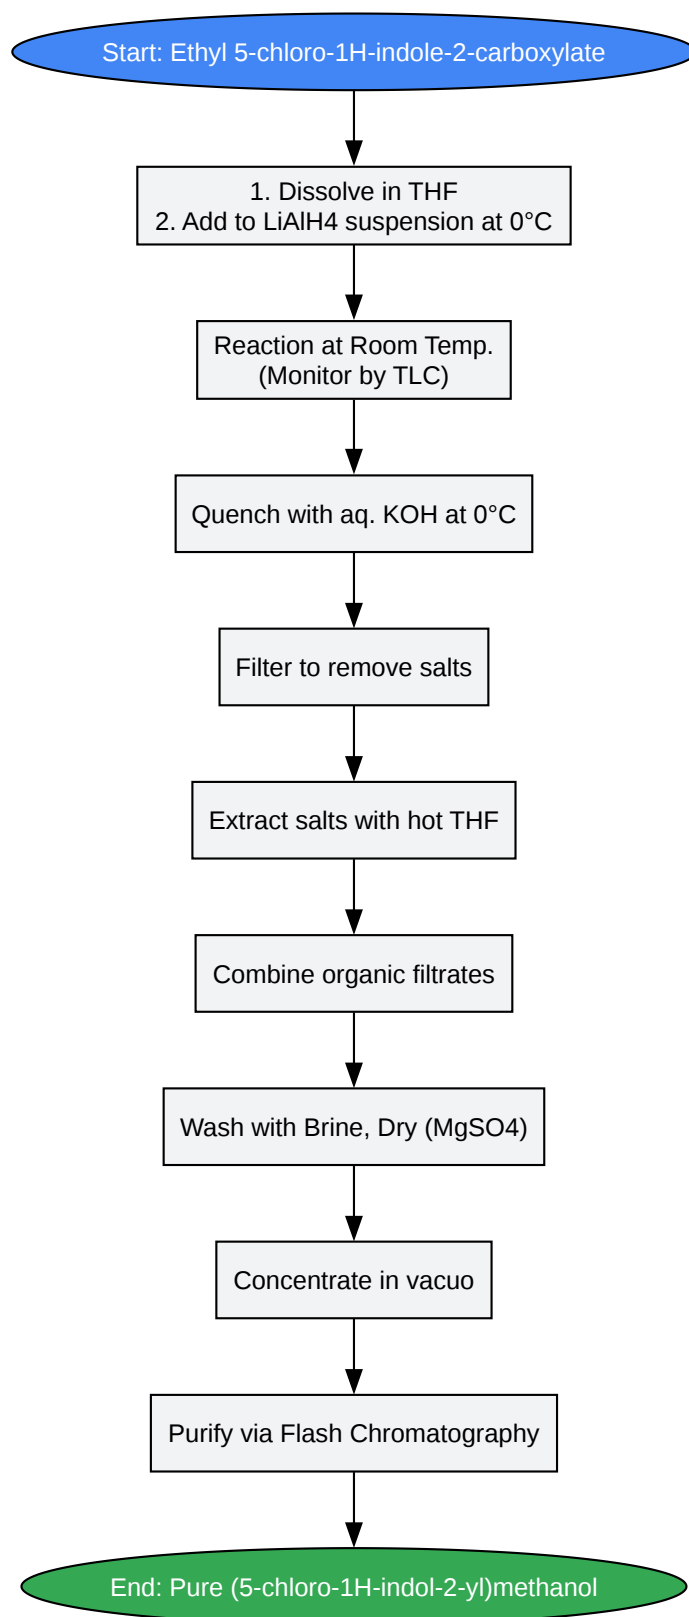 Start: Ethyl 5-chloro-1H-indole-2-carboxylate
1. Dissolve in THF
2. Add to LiAlH4 suspension at 0°C
Reaction at Room Temp.
(Monitor by TLC)
Quench with aq. KOH at 0°C
Filter to remove salts
Extract salts with hot THF
Combine organic filtrates
Wash with Brine, Dry (MgSO4)
Concentrate in vacuo
Purify via Flash Chromatography
End: Pure (5-chloro-1H-indol-2-yl)methanol